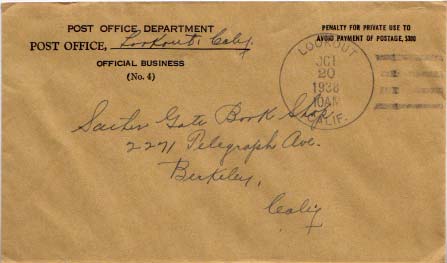 POST OFFICE DEPARTMENT
POST OFFICE, Lookout, Calif.
OFFICIAL BUSINESS
(No. 4)
PENALTY FOR PRIVATE USE TO
AVOID PAYMENT OF POSTAGE, $300
LOOKOUT
OCT
20
1938
10AM
CALIF.
Sather Gate Book Shop
2271 Telegraph Ave.
Berkeley,
Calif